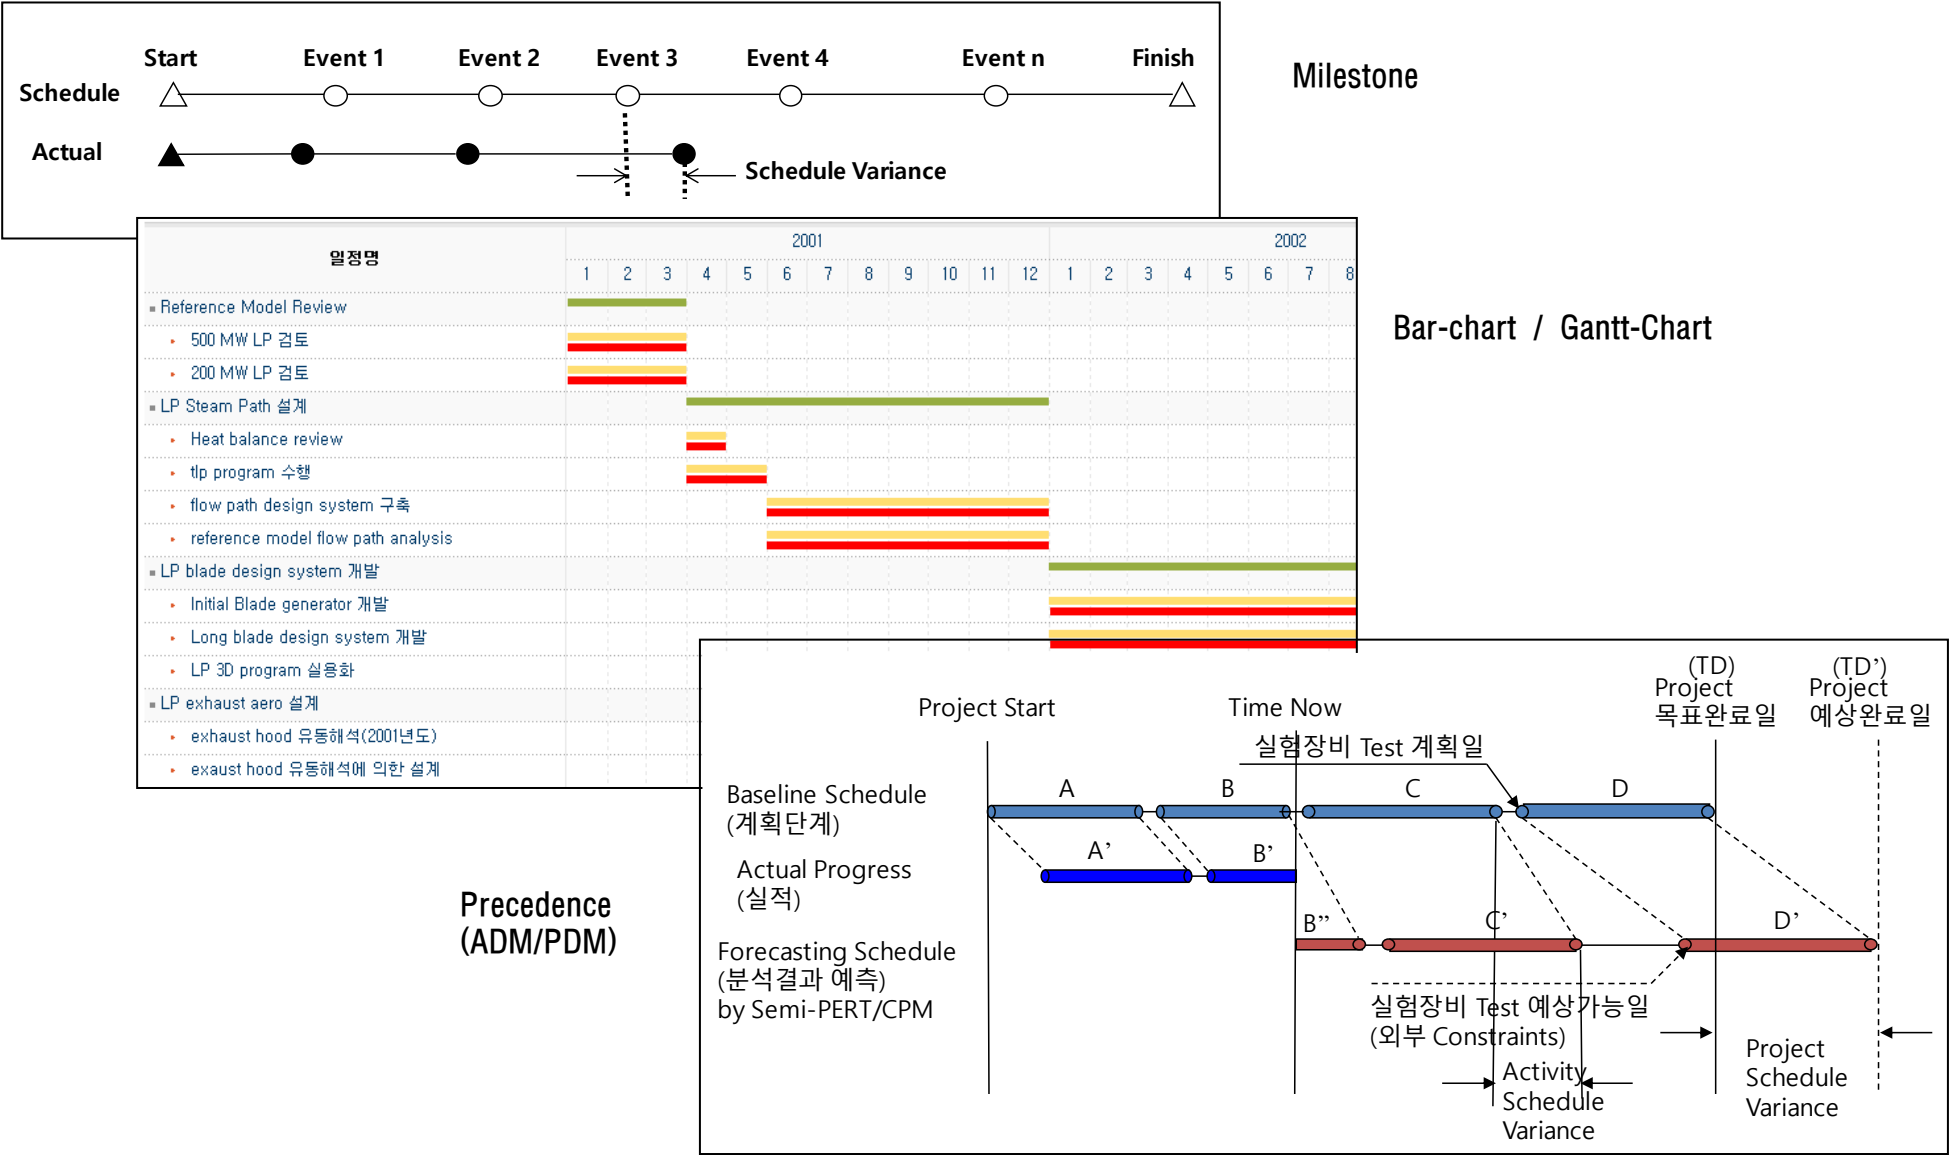 Start Event 1 Event 2 Event 3 Event 4 Event n Finish
Schedule
Actual
Schedule Variance
Milestone
일정명
2001 2002
1 2 3 4 5 6 7 8 9 10 11 12 1 2 3 4 5 6 7 8
Reference Model Review
500 MW LP 검토
200 MW LP 검토
LP Steam Path 설계
Heat balance review
tlp program 수행
flow path design system 구축
reference model flow path analysis
LP blade design system 개발
Initial Blade generator 개발
Long blade design system 개발
LP 3D program 실용화
LP exhaust aero 설계
exhaust hood 유동해석(2001년도)
exaust hood 유동해석에 의한 설계
Bar-chart / Gantt-Chart
Precedence
(ADM/PDM)
Project Start
Time Now
(TD)
Project
목표완료일
(TD’)
Project
예상완료일
실험장비 Test 계획일
Baseline Schedule
(계획단계)
A B C D
Actual Progress
(실적)
A’ B’
Forecasting Schedule
(분석결과 예측)
by Semi-PERT/CPM
B” C’ D’
실험장비 Test 예상가능일
(외부 Constraints)
Activity
Schedule
Variance
Project
Schedule
Variance